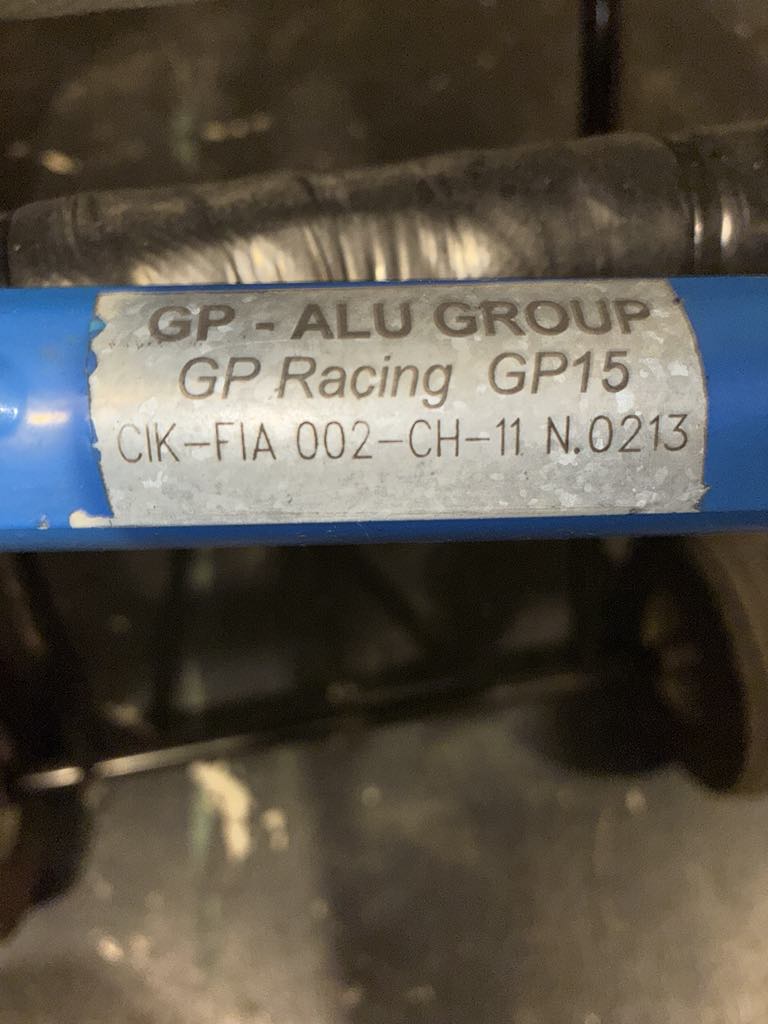 GP - ALU GROUP
GP Racing GP15
CIK-FIA 002-CH-11 N.0213